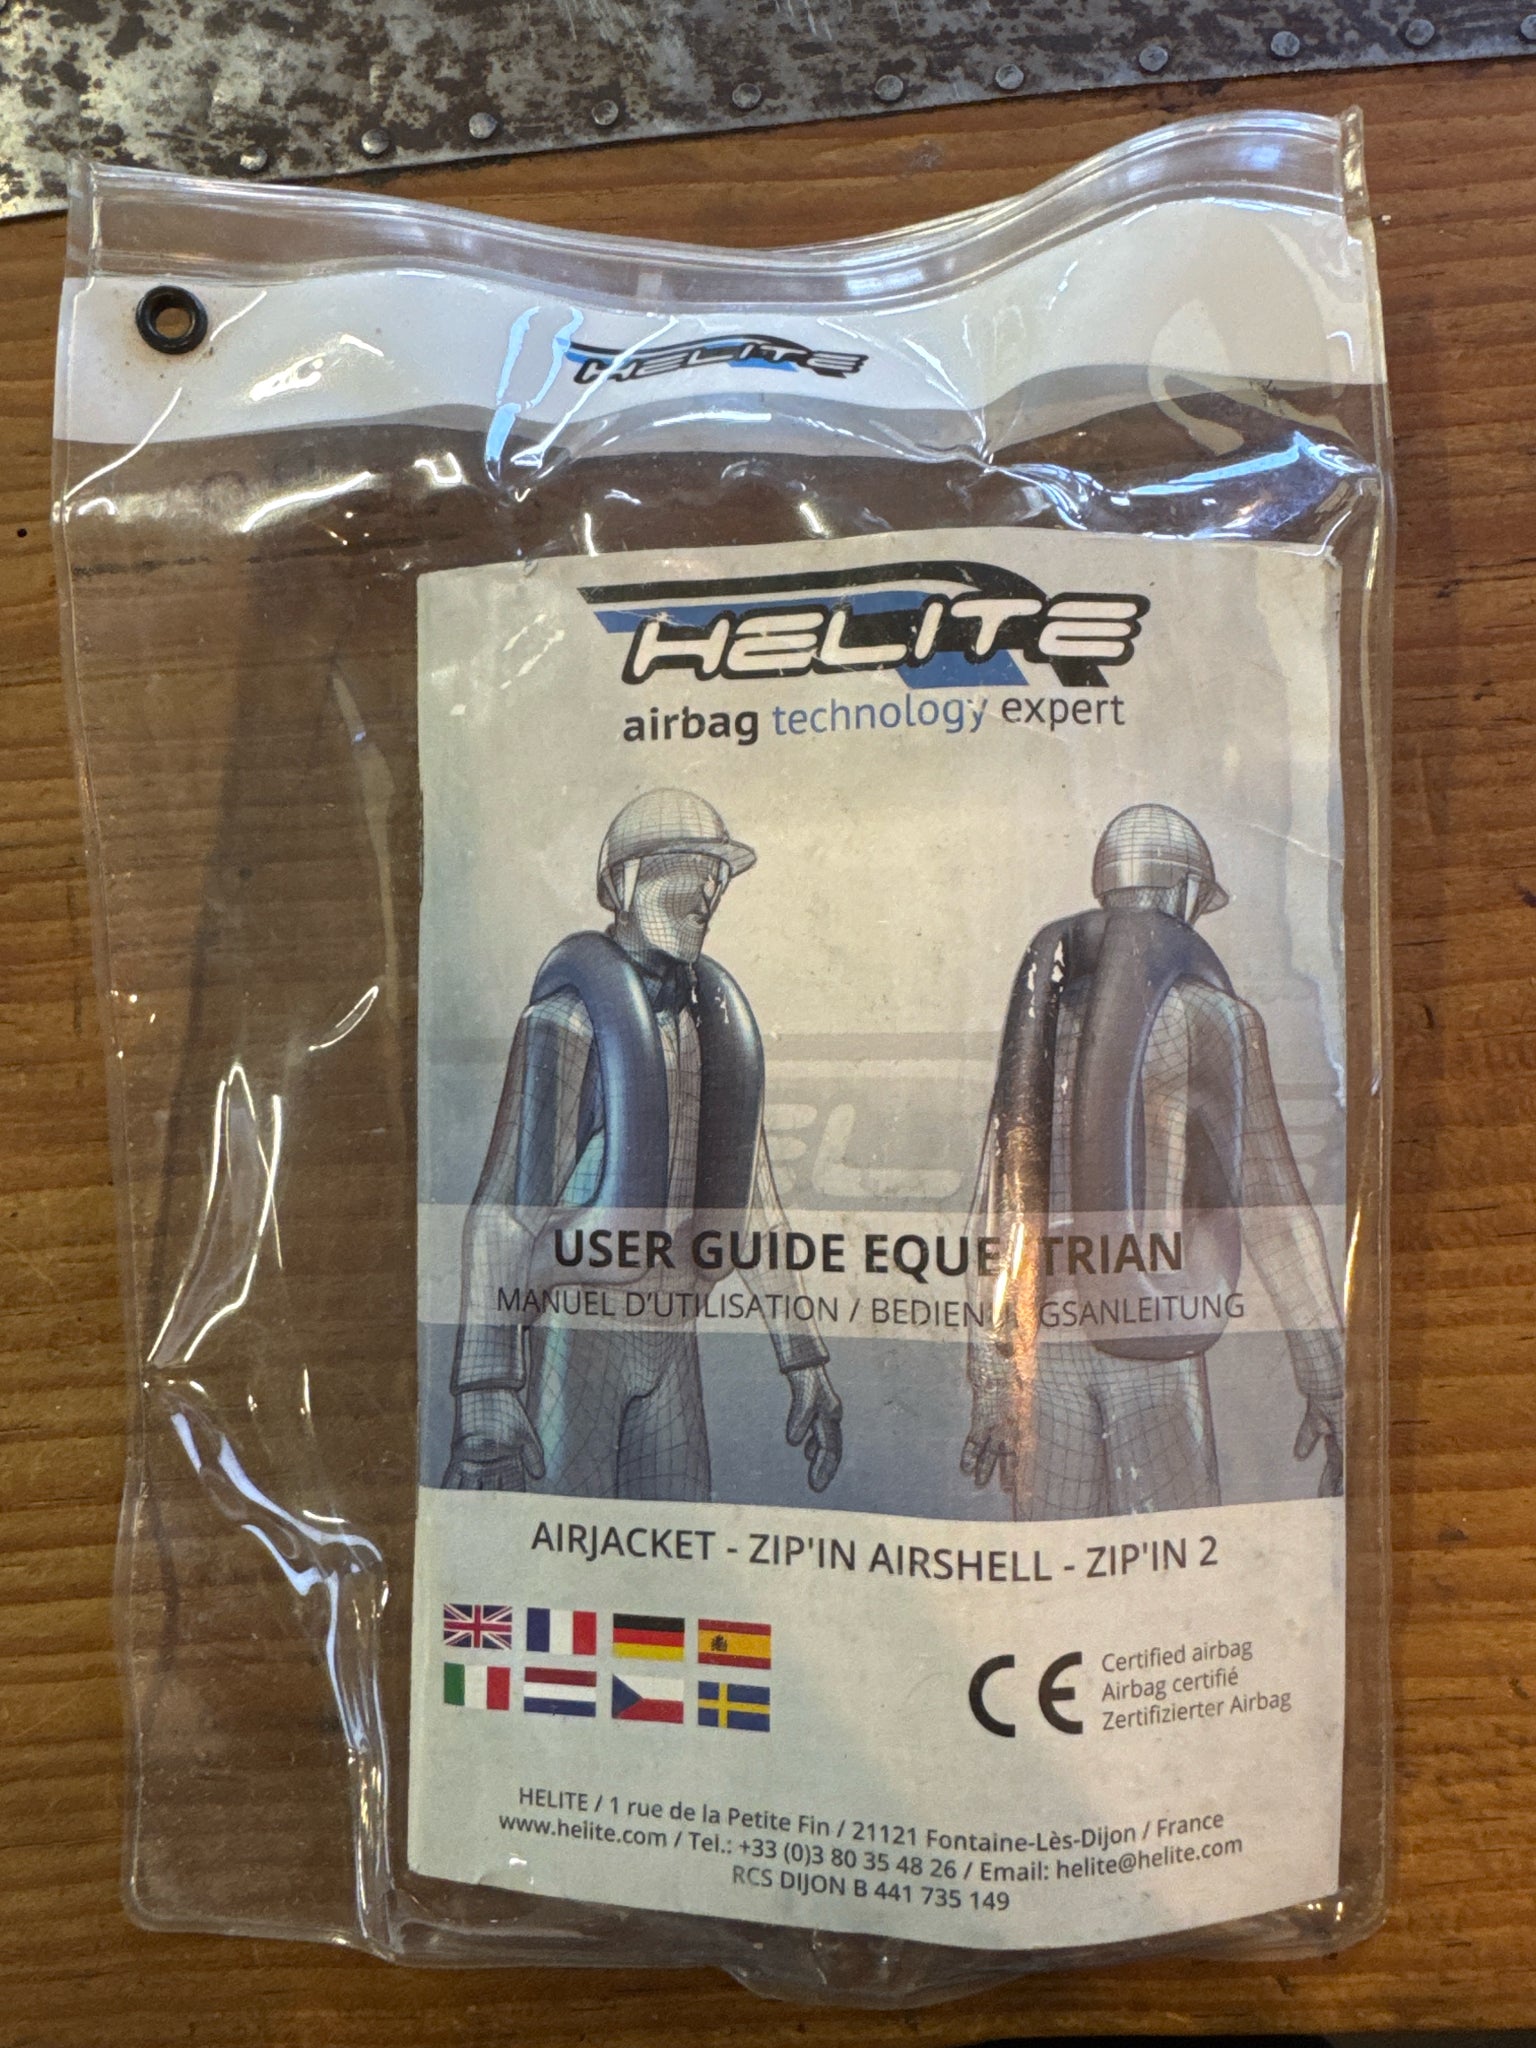 HELITE
HELITE
airbag technology expert
USER GUIDE EQUESTRIAN
MANUEL D'UTILISATION / BEDIENUNGSANLEITUNG
AIRJACKET - ZIP'IN AIRSHELL - ZIP'IN 2
CE
Certified airbag
Airbag certifié
Zertifizierter Airbag
HELITE / 1 rue de la Petite Fin / 21121 Fontaine-Lès-Dijon / France
www.helite.com / Tel.: +33 (0)3 80 35 48 26 / Email: helite@helite.com
RCS DIJON B 441 735 149